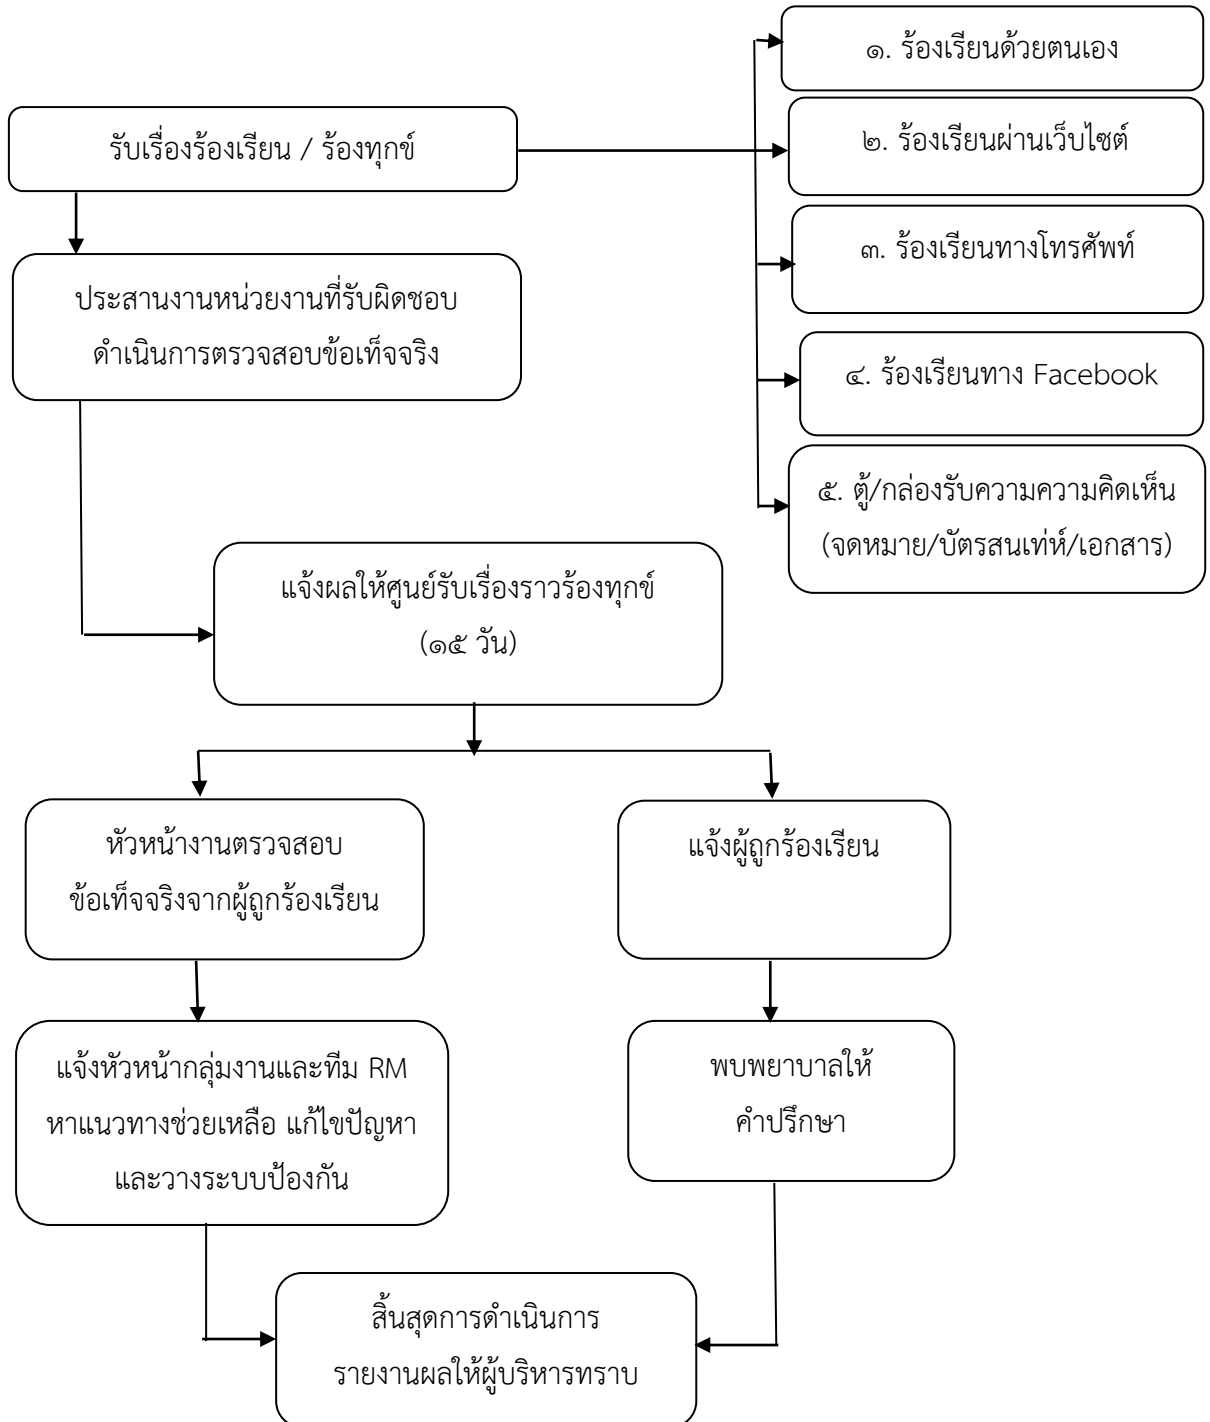 ๑. ร้องเรียนด้วยตนเอง
รับเรื่องร้องเรียน / ร้องทุกข์
๒. ร้องเรียนผ่านเว็บไซต์
๓. ร้องเรียนทางโทรศัพท์
ประสานงานหน่วยงานที่รับผิดชอบ
ดำเนินการตรวจสอบข้อเท็จจริง
๔. ร้องเรียนทาง Facebook
๕. ตู้/กล่องรับความความคิดเห็น
(จดหมาย/บัตรสนเท่ห์/เอกสาร)
แจ้งผลให้ศูนย์รับเรื่องราวร้องทุกข์
(๑๕ วัน)
หัวหน้างานตรวจสอบ
ข้อเท็จจริงจากผู้ถูกร้องเรียน
แจ้งผู้ถูกร้องเรียน
แจ้งหัวหน้ากลุ่มงานและทีม RM
หาแนวทางช่วยเหลือ แก้ไขปัญหา
และวางระบบป้องกัน
พบพยาบาลให้
คำปรึกษา
สิ้นสุดการดำเนินการ
รายงานผลให้ผู้บริหารทราบ